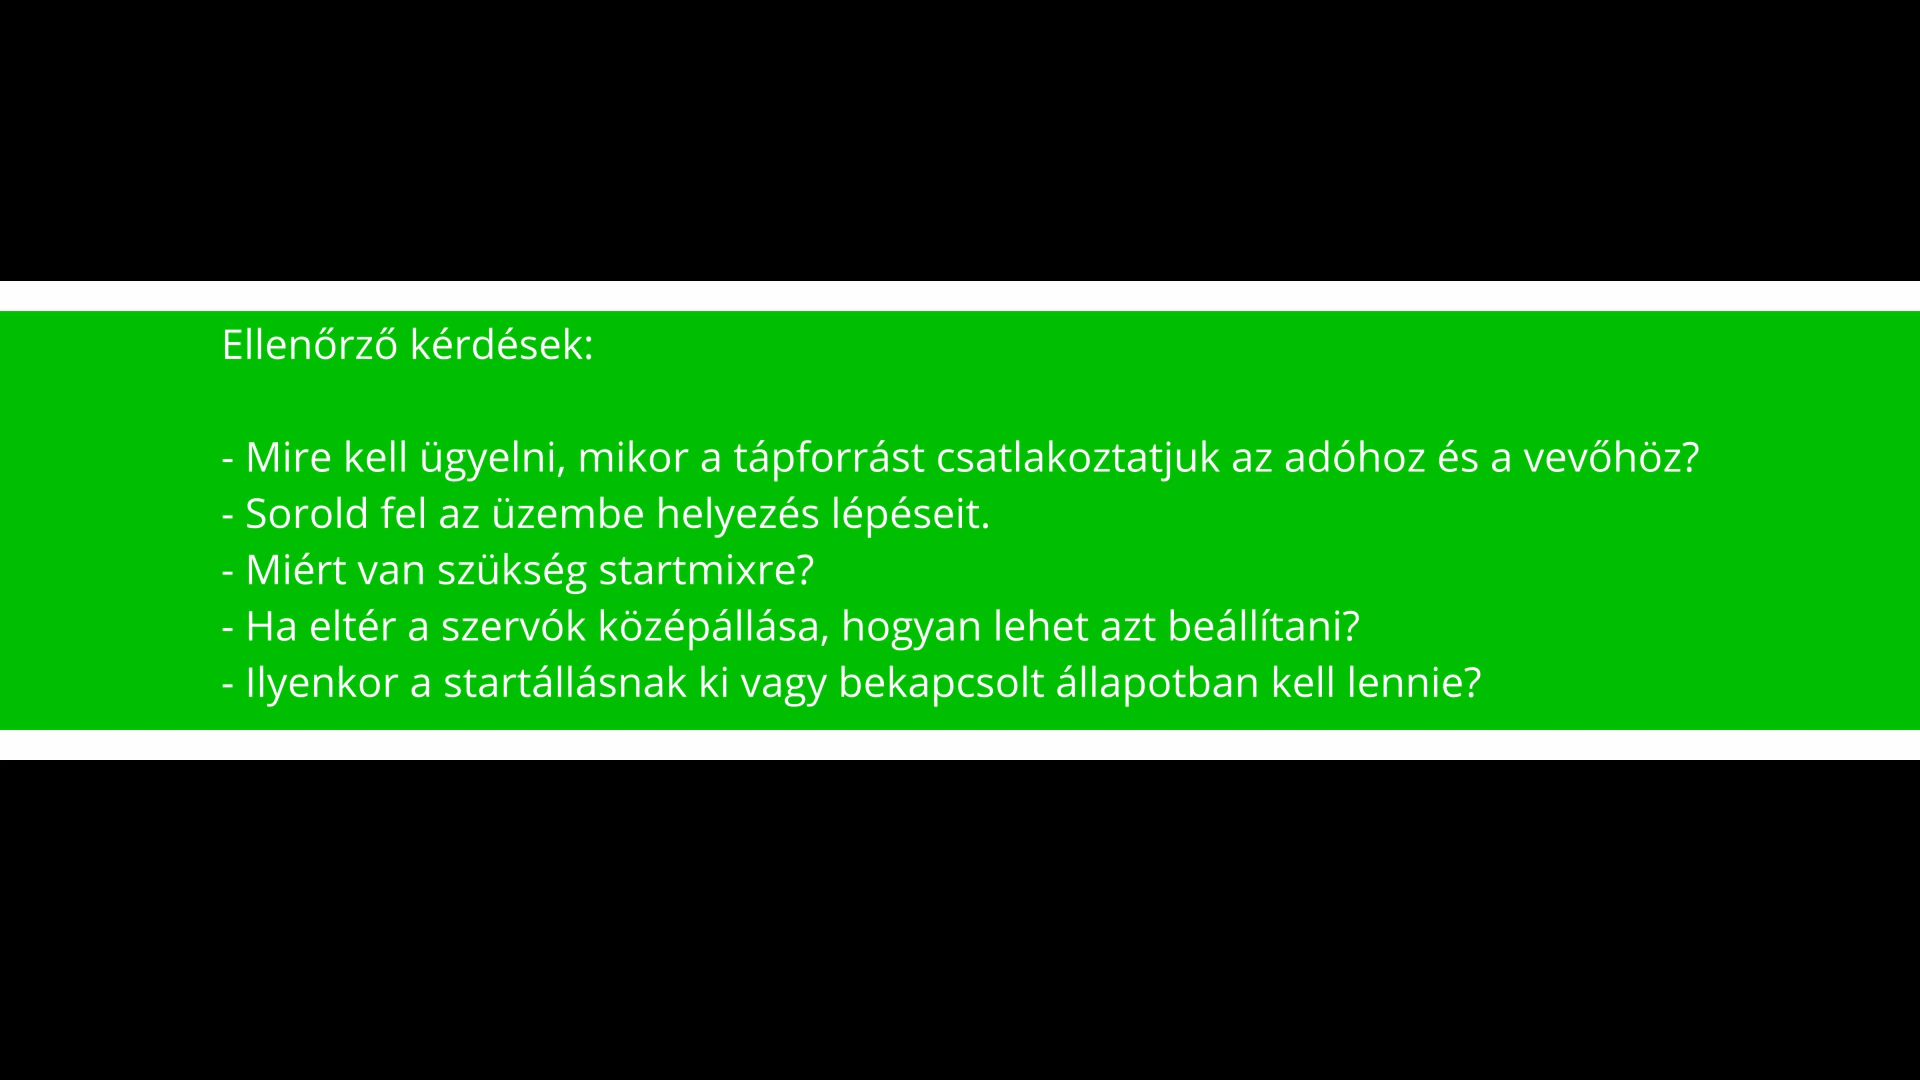 Ellenőrző kérdések:
- Mire kell ügyelni, mikor a tápforrást csatlakoztatjuk az adóhoz és a vevőhöz?
- Sorold fel az üzembe helyezés lépéseit.
- Miért van szükség startmixre?
- Ha eltér a szervók középállása, hogyan lehet azt beállítani?
- Ilyenkor a startállásnak ki vagy bekapcsolt állapotban kell lennie?